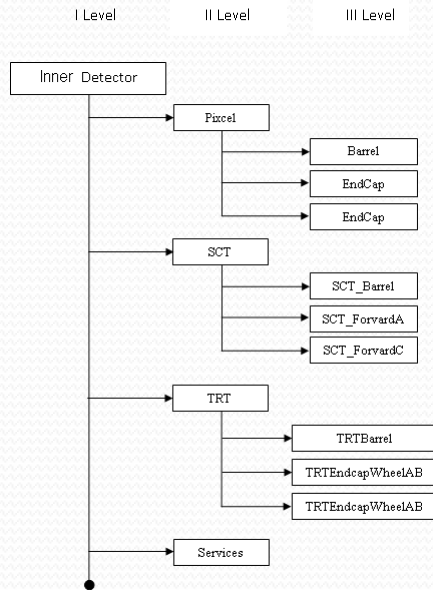 I Level II Level III Level
Inner Detector
Pixcel
Barrel
EndCap
EndCap
SCT
SCT_Barrel
SCT_ForvardA
SCT_ForvardC
TRT
TRTBarrel
TRTEndcapWheelAB
TRTEndcapWheelAB
Services